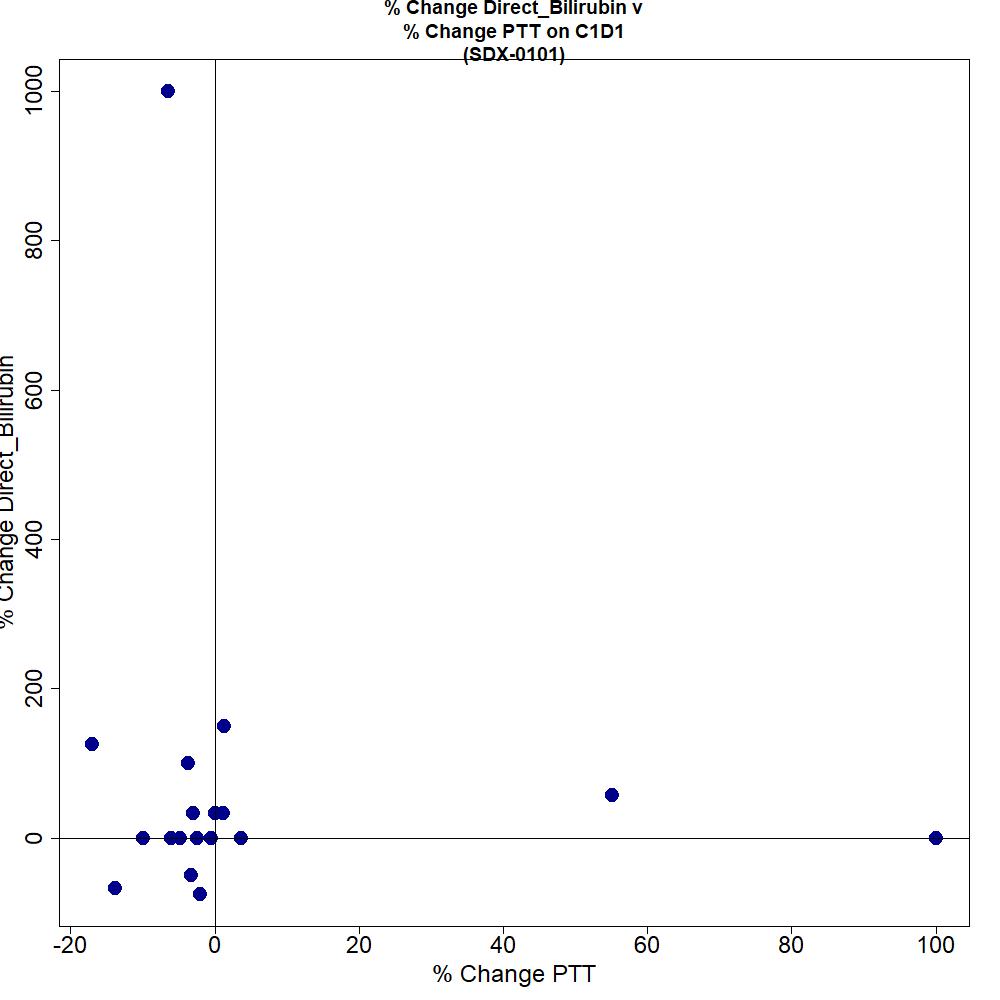 % Change Direct_Bilirubin v
% Change PTT on C1D1
(SDX-0101)
% Change Direct_Bilirubin
1000
800
600
400
200
0
-20 0 20 40 60 80 100
% Change PTT